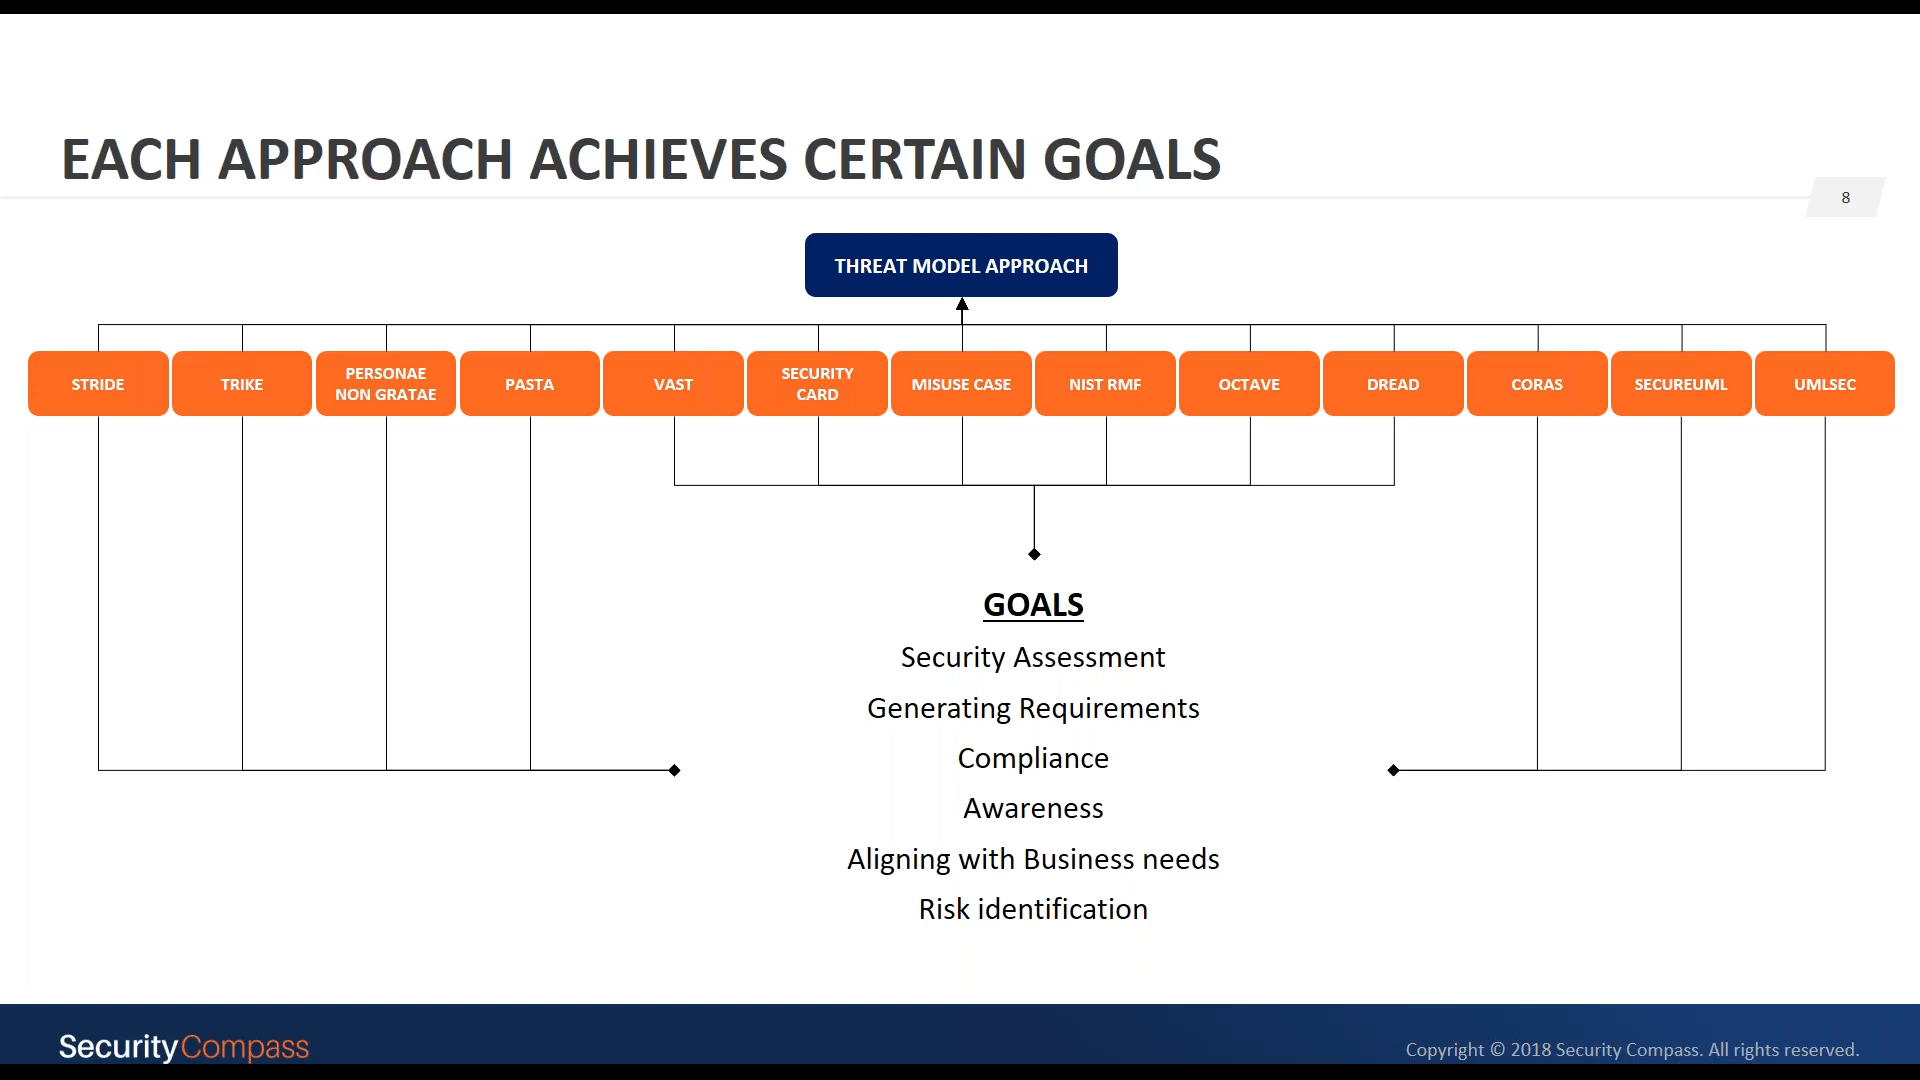 EACH APPROACH ACHIEVES CERTAIN GOALS
8
THREAT MODEL APPROACH
STRIDE
TRIKE
PERSONAE
NON GRATAE
PASTA
VAST
SECURITY
CARD
MISUSE CASE
NIST RMF
OCTAVE
DREAD
CORAS
SECUREUML
UMLSEC
GOALS
Security Assessment
Generating Requirements
Compliance
Awareness
Aligning with Business needs
Risk identification
SecurityCompass
Copyright © 2018 Security Compass. All rights reserved.